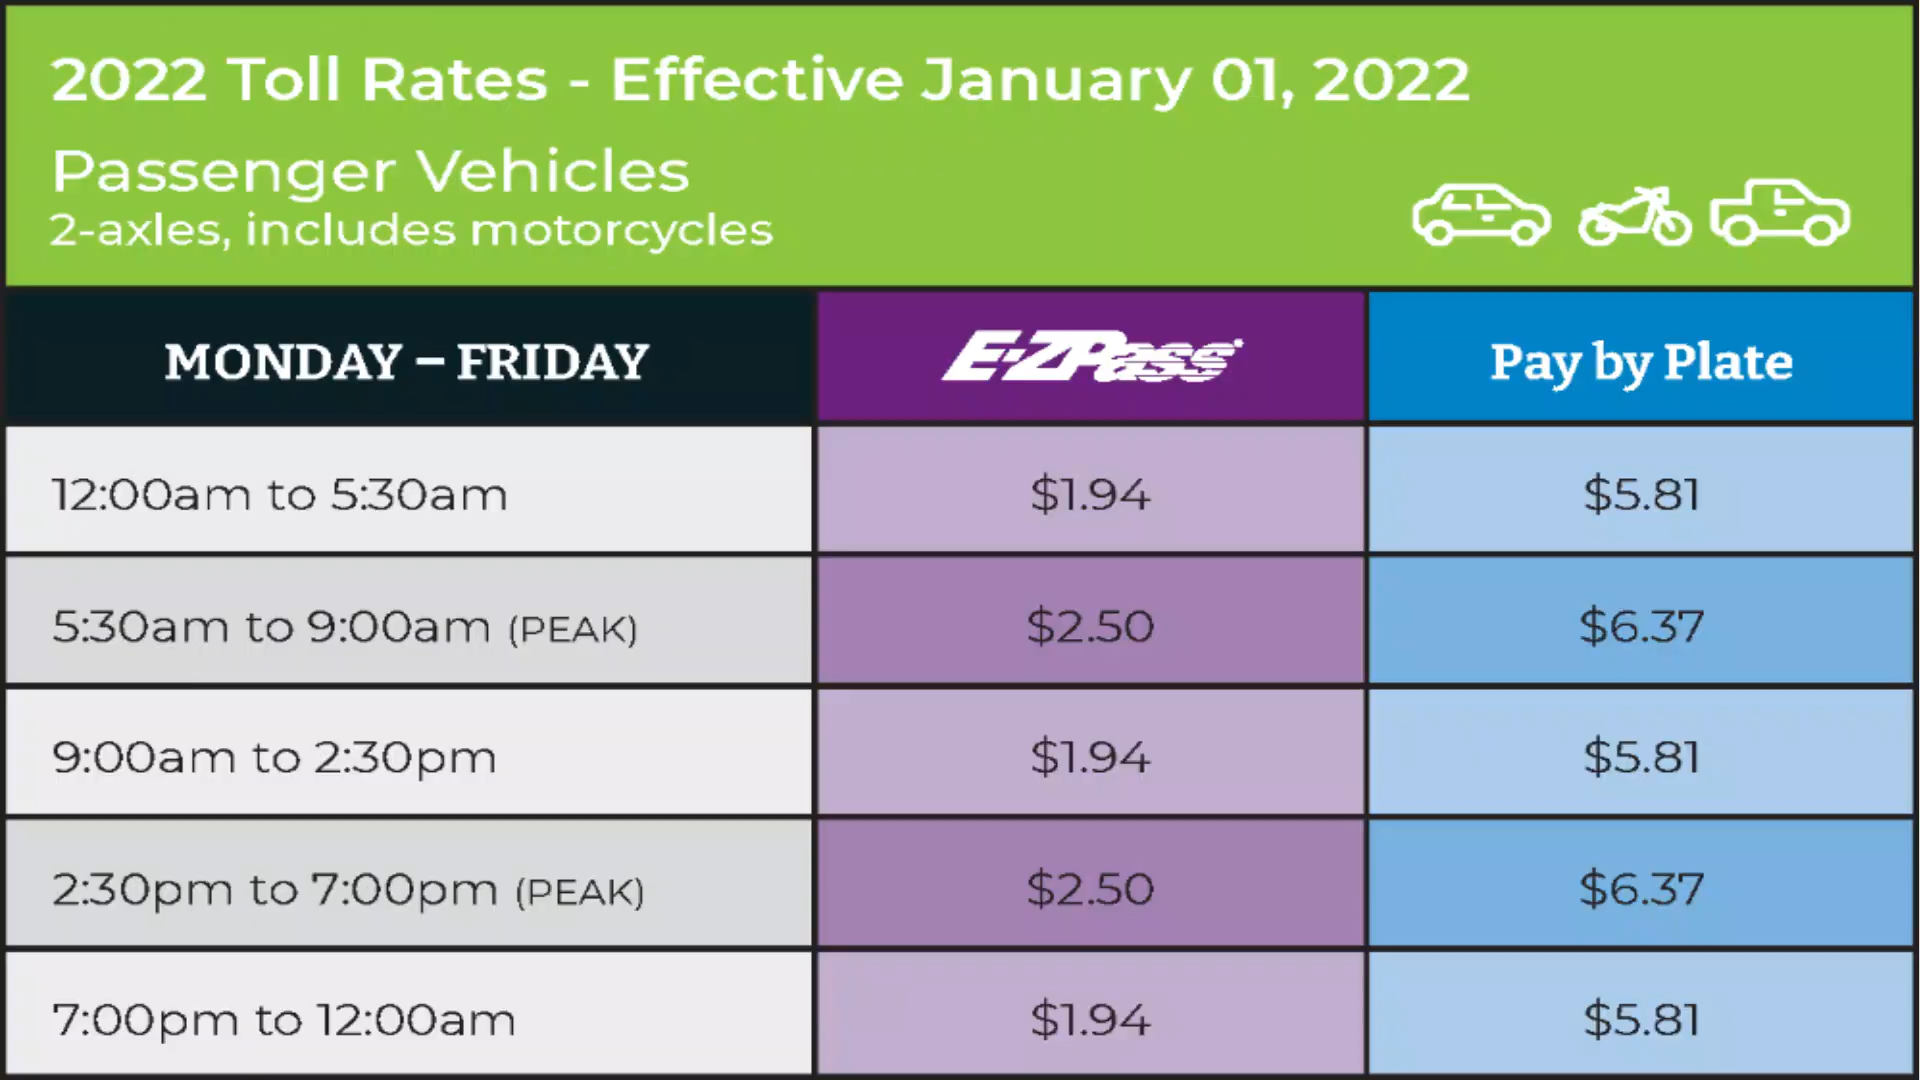 2022 Toll Rates - Effective January 01, 2022
Passenger Vehicles
2-axles, includes motorcycles
MONDAY – FRIDAY E-ZPass Pay by Plate
12:00am to 5:30am $1.94 $5.81
5:30am to 9:00am (PEAK) $2.50 $6.37
9:00am to 2:30pm $1.94 $5.81
2:30pm to 7:00pm (PEAK) $2.50 $6.37
7:00pm to 12:00am $1.94 $5.81